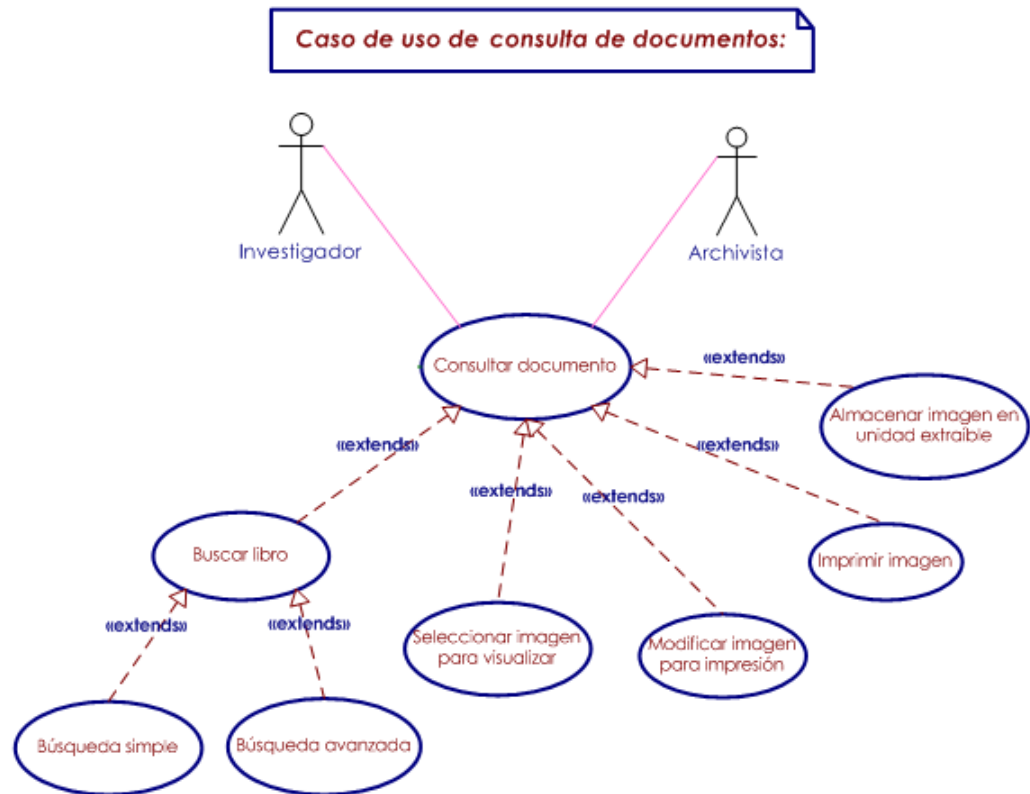 Caso de uso de consulta de documentos:
Investigador
Archivista
Consultar documento
«extends»
Almacenar imagen en
unidad extraíble
«extends»
«extends»
«extends»
«extends»
Buscar libro
Imprimir imagen
«extends»
«extends»
Seleccionar imagen
para visualizar
Modificar imagen
para impresión
Búsqueda simple
Búsqueda avanzada